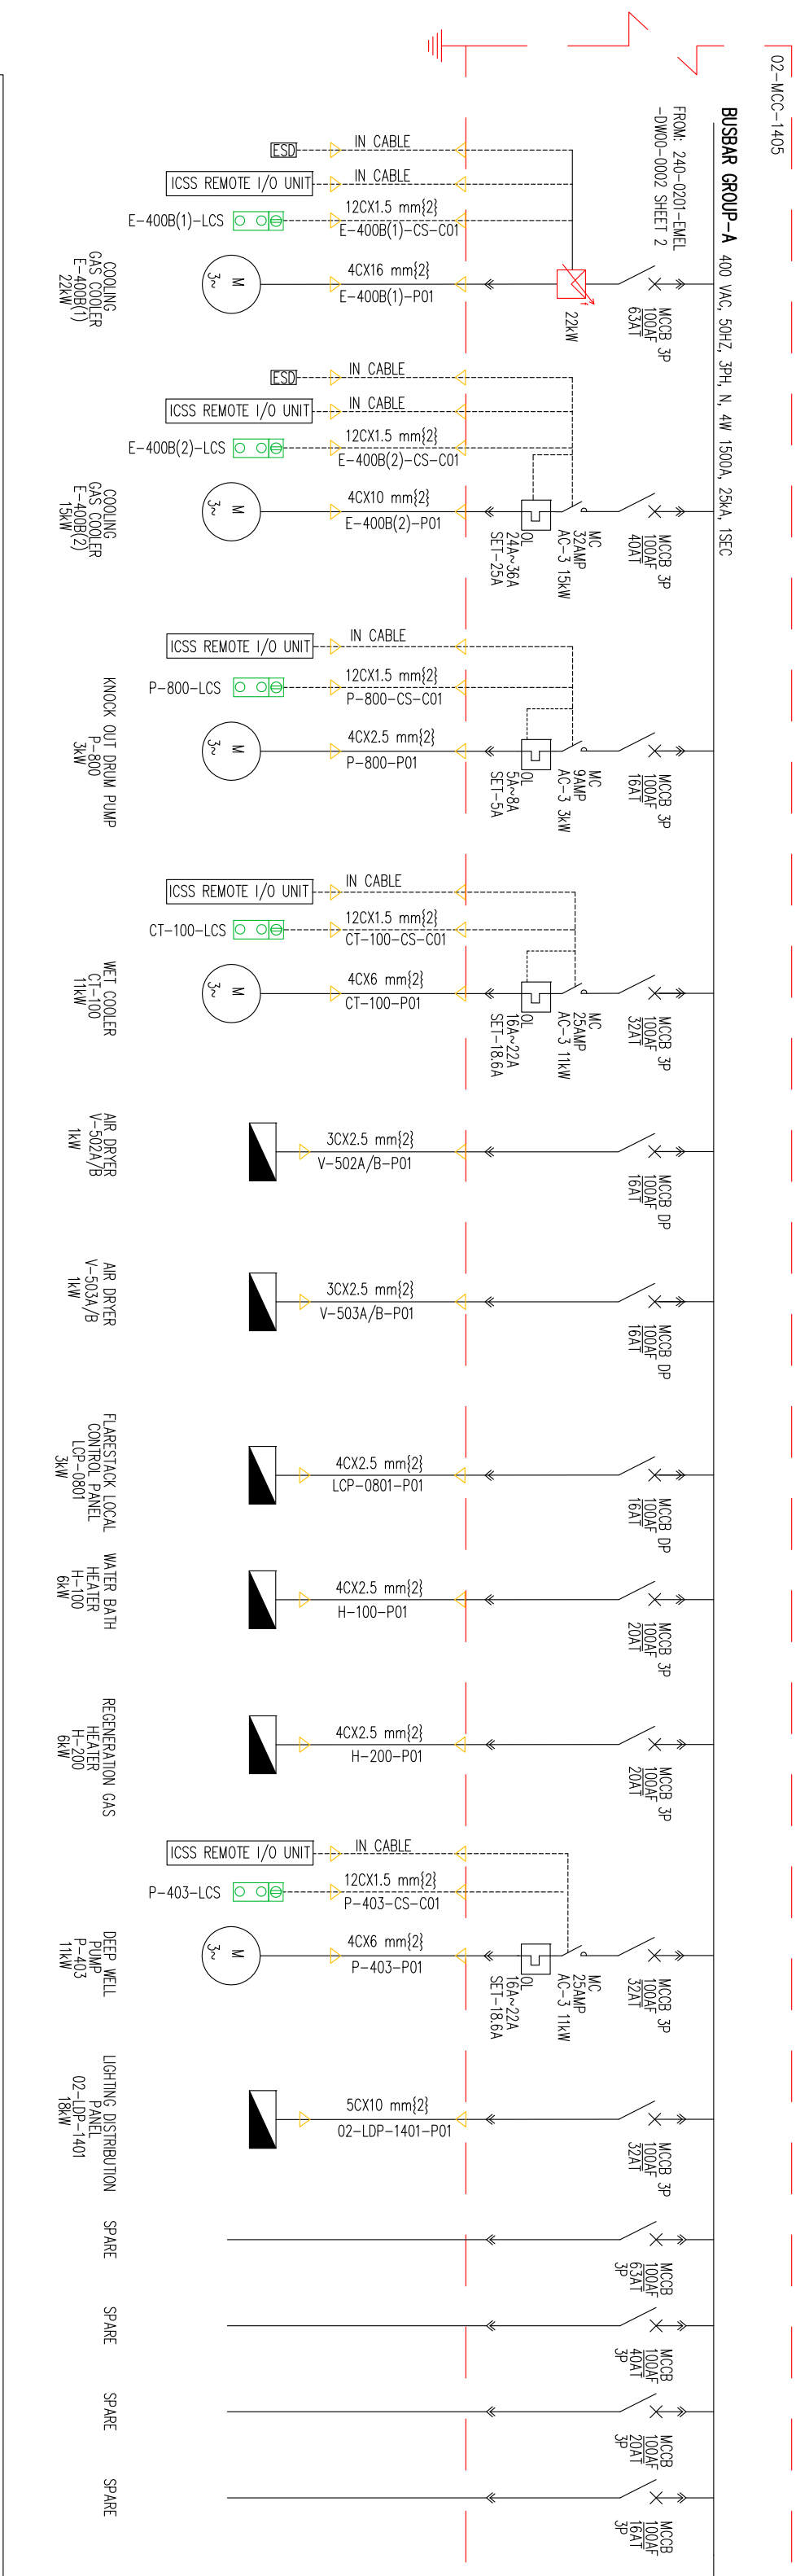 02-MCC-1405
BUSBAR GROUP-A 400 VAC, 50HZ, 3PH, N, 4W 1500A, 25kA, 1SEC
FROM: 240-0201-EMEL
-DW00-0002 SHEET 2
MCCB 3P
100AF
63AT
22kW
f
ESD
IN CABLE
ICSS REMOTE I/O UNIT
IN CABLE
E-400B(1)-LCS
12CX1.5 mm{2}
E-400B(1)-CS-C01
4CX16 mm{2}
E-400B(1)-P01
M
3~
COOLING
GAS COOLER
E-400B(1)
22kW
MCCB 3P
100AF
40AT
MC
32AMP
AC-3 15kW
OL
24A~36A
SET-25A
ESD
IN CABLE
ICSS REMOTE I/O UNIT
IN CABLE
E-400B(2)-LCS
12CX1.5 mm{2}
E-400B(2)-CS-C01
4CX10 mm{2}
E-400B(2)-P01
M
3~
COOLING
GAS COOLER
E-400B(2)
15kW
MCCB 3P
100AF
16AT
MC
9AMP
AC-3 3kW
OL
5A~8A
SET-5A
ICSS REMOTE I/O UNIT
IN CABLE
P-800-LCS
12CX1.5 mm{2}
P-800-CS-C01
4CX2.5 mm{2}
P-800-P01
M
3~
KNOCK OUT DRUM PUMP
P-800
3kW
MCCB 3P
100AF
32AT
MC
25AMP
AC-3 11kW
OL
16A~22A
SET-18.6A
ICSS REMOTE I/O UNIT
IN CABLE
CT-100-LCS
12CX1.5 mm{2}
CT-100-CS-C01
4CX6 mm{2}
CT-100-P01
M
3~
WET COOLER
CT-100
11kW
MCCB DP
100AF
16AT
3CX2.5 mm{2}
V-502A/B-P01
AIR DRYER
V-502A/B
1kW
MCCB DP
100AF
16AT
3CX2.5 mm{2}
V-503A/B-P01
AIR DRYER
V-503A/B
1kW
MCCB DP
100AF
16AT
4CX2.5 mm{2}
LCP-0801-P01
FLARESTACK LOCAL
CONTROL PANEL
LCP-0801
3kW
MCCB 3P
100AF
20AT
4CX2.5 mm{2}
H-100-P01
WATER BATH
HEATER
H-100
6kW
MCCB 3P
100AF
20AT
4CX2.5 mm{2}
H-200-P01
REGENERATION GAS
HEATER
H-200
6kW
MCCB 3P
100AF
32AT
MC
25AMP
AC-3 11kW
OL
16A~22A
SET-18.6A
ICSS REMOTE I/O UNIT
IN CABLE
P-403-LCS
12CX1.5 mm{2}
P-403-CS-C01
4CX6 mm{2}
P-403-P01
M
3~
DEEP WELL
PUMP
P-403
11kW
MCCB 3P
100AF
32AT
5CX10 mm{2}
02-LDP-1401-P01
LIGHTING DISTRIBUTION
PANEL
02-LDP-1401
18kW
MCCB
100AF
63AT
3P
SPARE
MCCB
100AF
40AT
3P
SPARE
MCCB
100AF
20AT
3P
SPARE
MCCB
100AF
16AT
3P
SPARE